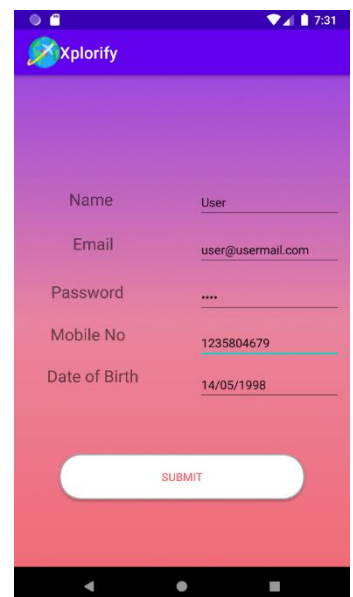 7:31
Xplorify
Name User
Email user@usermail.com
Password ••••
Mobile No 1235804679
Date of Birth 14/05/1998
SUBMIT